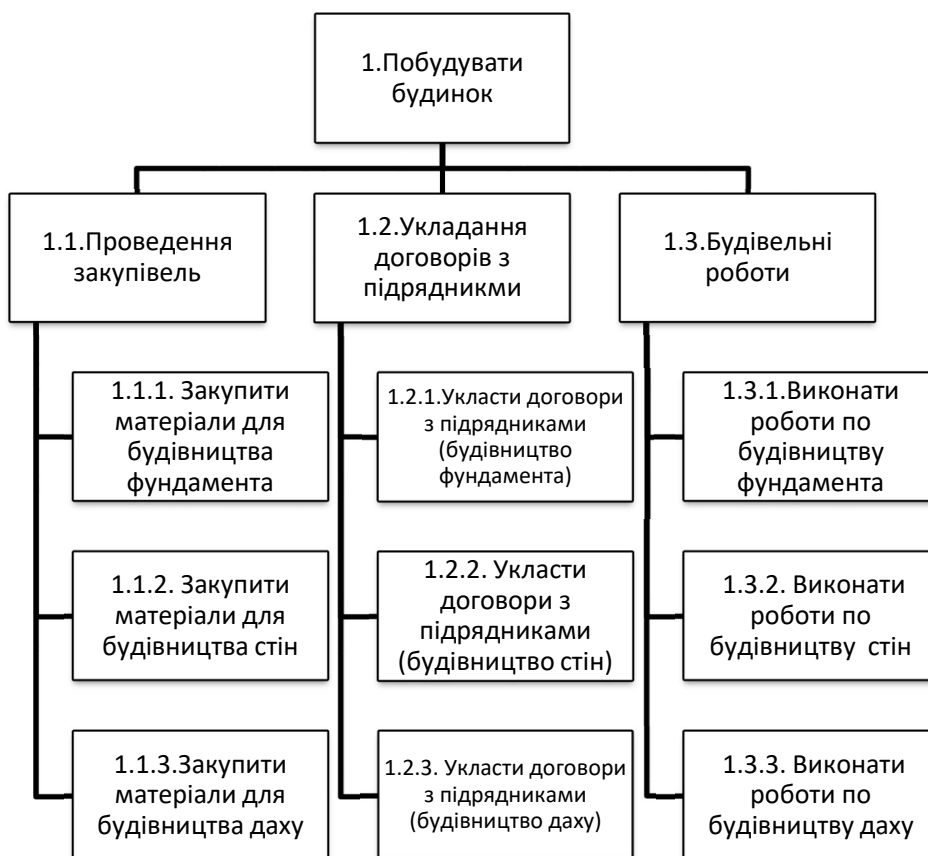 1.Побудувати
будинок
1.1.Проведення
закупівель
1.2.Укладання
договорів з
підрядникми
1.3.Будівельні
роботи
1.1.1. Закупити
матеріали для
будівництва
фундамента
1.2.1.Укласти договори
з підрядниками
(будівництво
фундамента)
1.3.1.Виконати
роботи по
будівництву
фундамента
1.1.2. Закупити
матеріали для
будівництва стін
1.2.2. Укласти
договори з
підрядниками
(будівництво стін)
1.3.2. Виконати
роботи по
будівництву стін
1.1.3.Закупити
матеріали для
будівництва даху
1.2.3. Укласти договори
з підрядниками
(будівництво даху)
1.3.3. Виконати
роботи по
будівництву даху